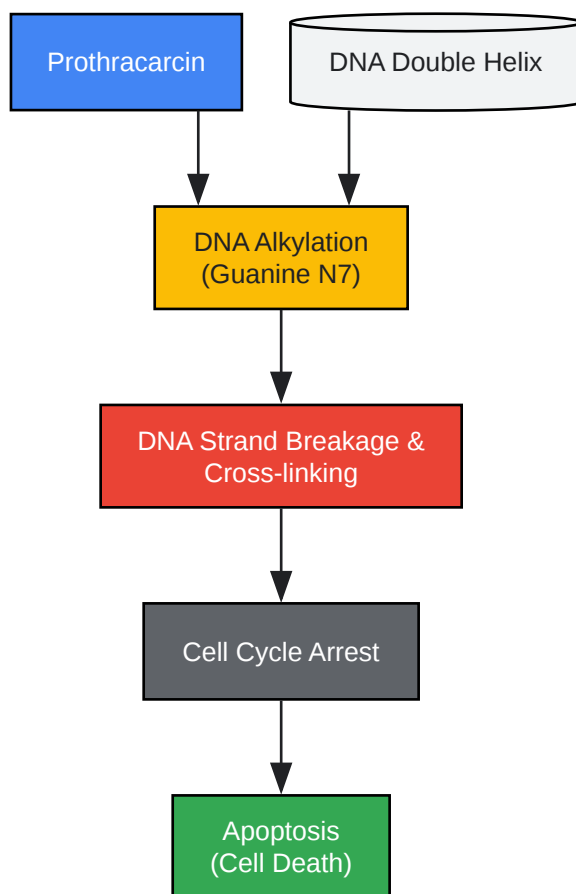 Prothracarcin
DNA Double Helix
DNA Alkylation
(Guanine N7)
DNA Strand Breakage &
Cross-linking
Cell Cycle Arrest
Apoptosis
(Cell Death)